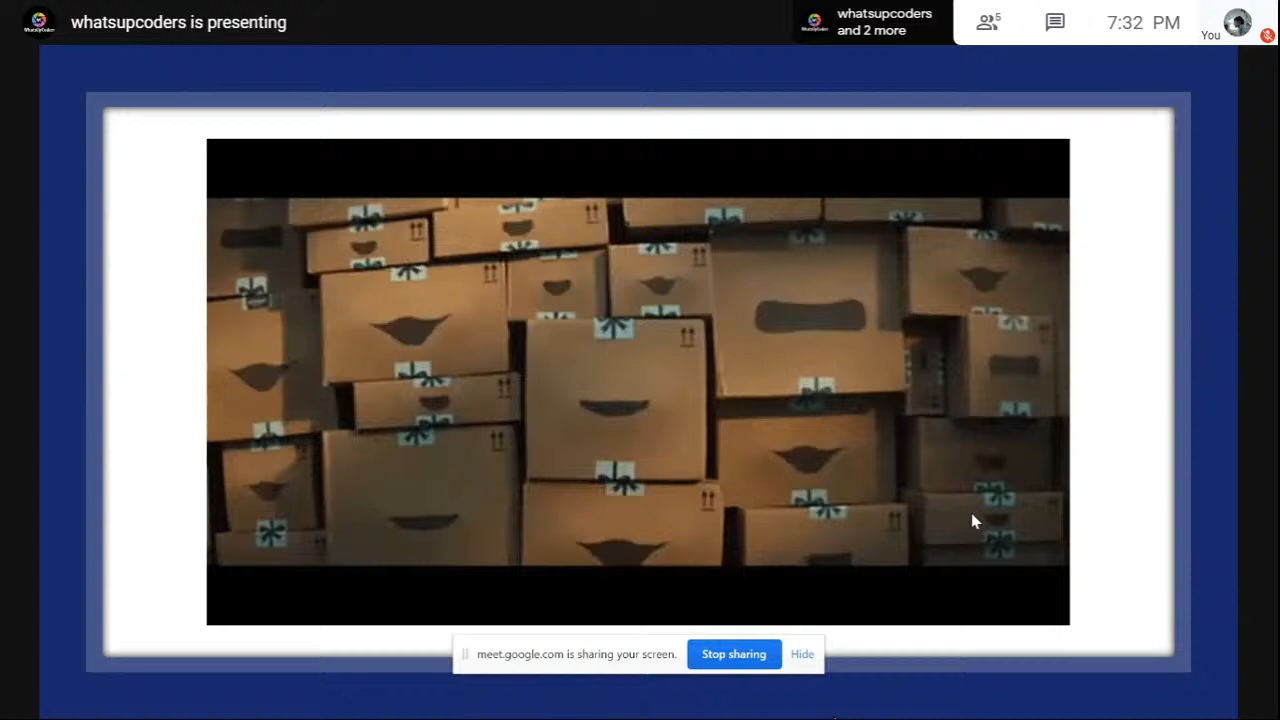 whatsupcoders is presenting
whatsupcoders
and 2 more
5
7:32 PM
You
meet.google.com is sharing your screen.
Stop sharing
Hide